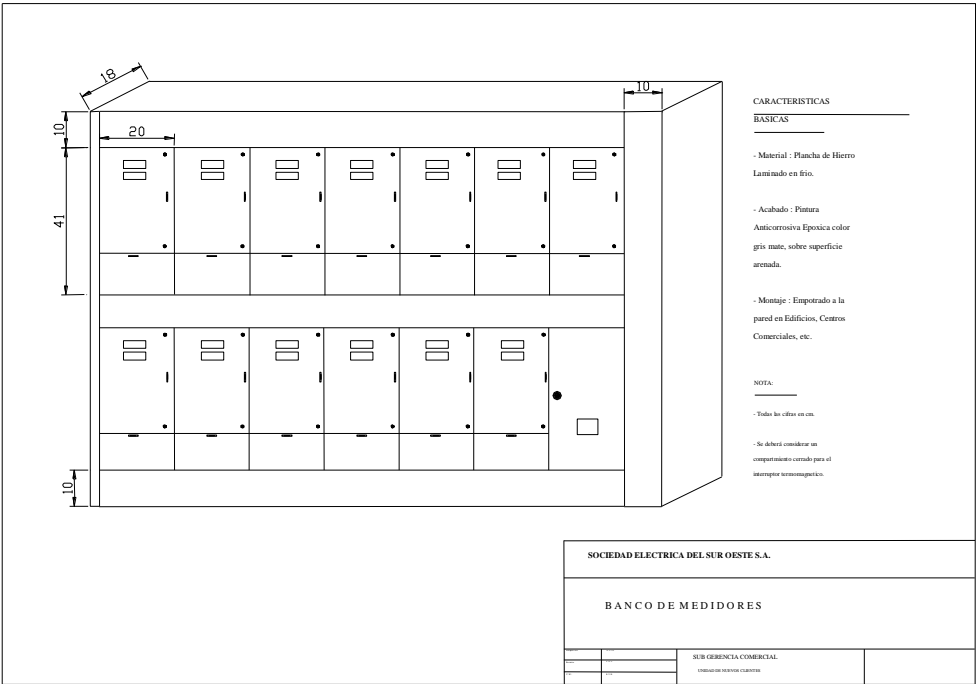 18
10
10
20
41
10
CARACTERISTICAS
BASICAS
- Material : Plancha de Hierro
Laminado en frio.
- Acabado : Pintura
Anticorrosiva Epoxica color
gris mate, sobre superficie
arenada.
- Montaje : Empotrado a la
pared en Edificios, Centros
Comerciales, etc.
NOTA:
- Todas las cifras en cm.
- Se deberá considerar un
compartimiento cerrado para el
interruptor termomagnetico.
SOCIEDAD ELECTRICA DEL SUR OESTE S.A.
BANCO DE MEDIDORES
SUB GERENCIA COMERCIAL
UNIDAD DE NUEVOS CLIENTES